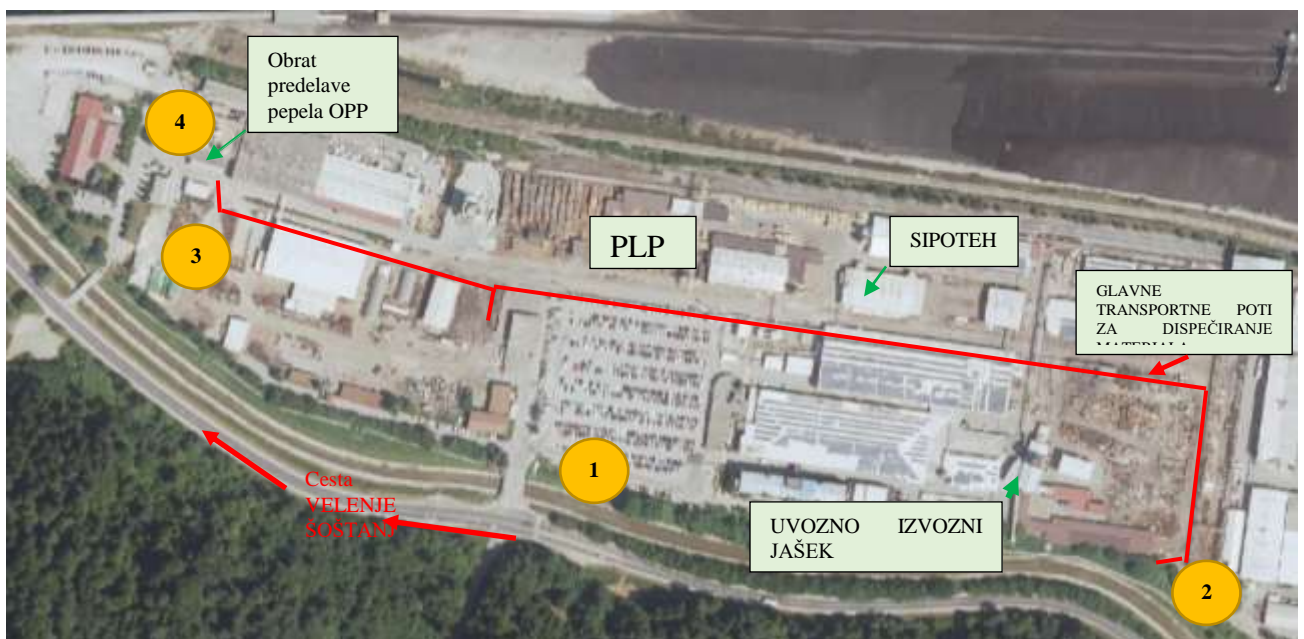 Obrat
predelave
pepela OPP
4
3
PLP
SIPOTEH
GLAVNE
TRANSPORTNE POTI
ZA DISPEČIRANJE
MATERIALA
1
Cesta
VELENJE
ŠOŠTANJ
UVOZNO IZVOZNI
JAŠEK
2